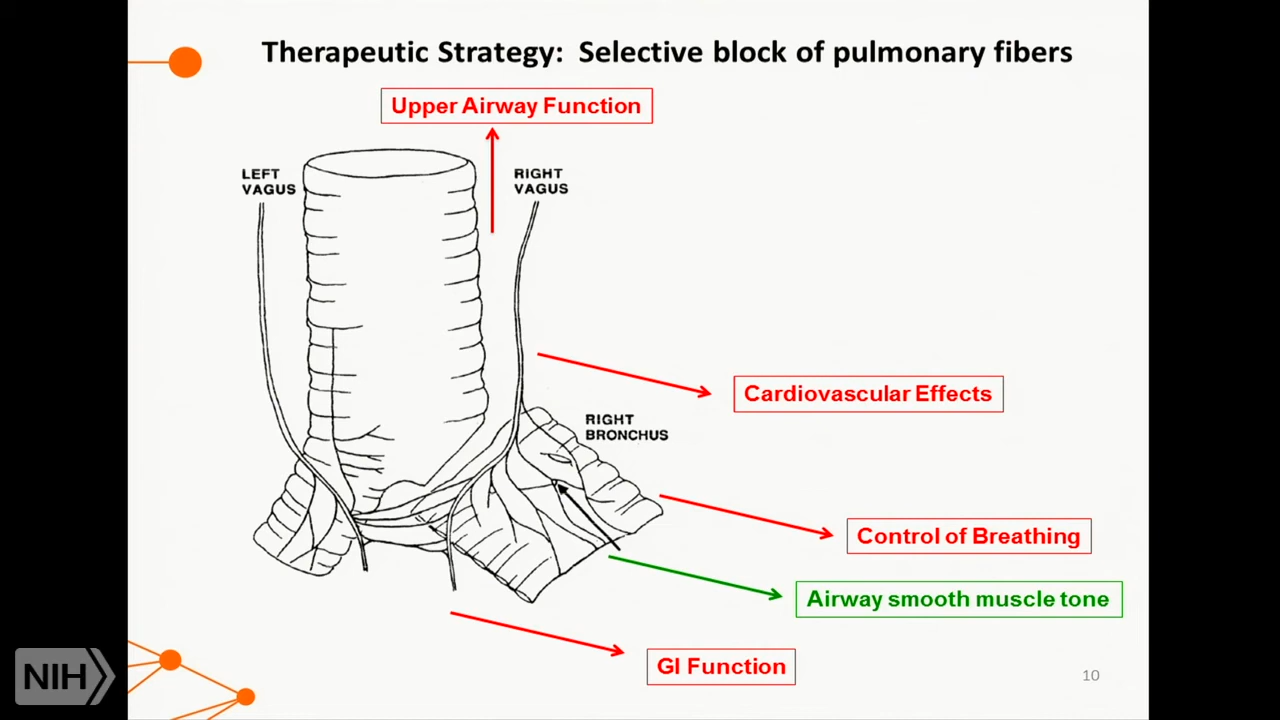 Therapeutic Strategy: Selective block of pulmonary fibers
Upper Airway Function
LEFT
VAGUS
RIGHT
VAGUS
Cardiovascular Effects
RIGHT
BRONCHUS
Control of Breathing
Airway smooth muscle tone
GI Function
NIH
10